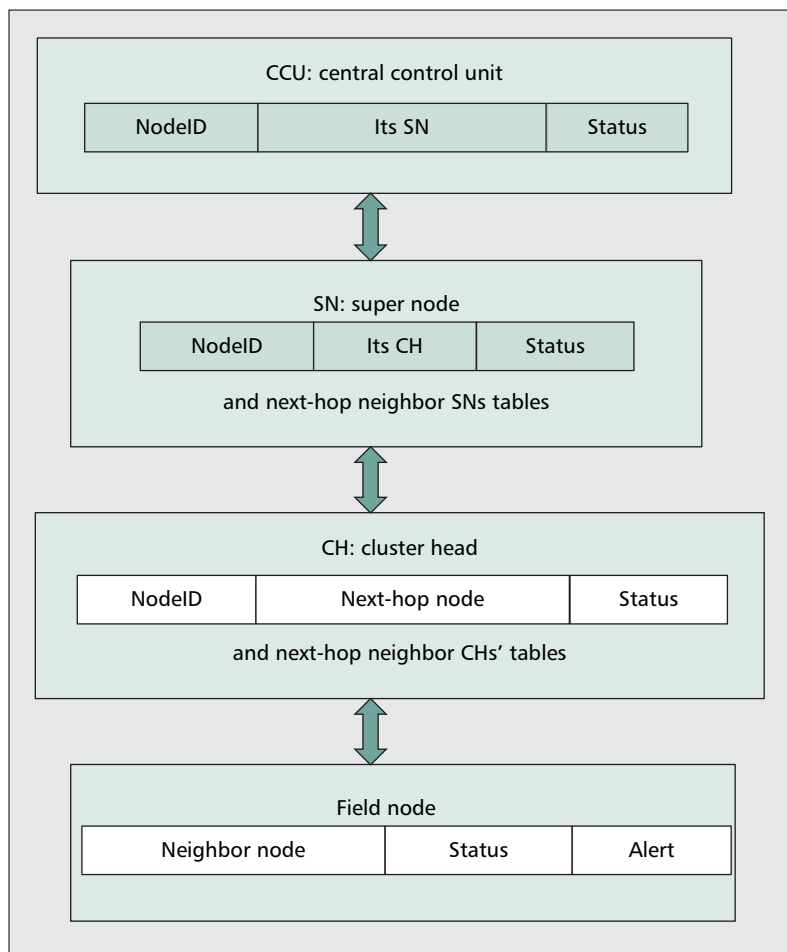 CCU: central control unit
NodeID Its SN Status
SN: super node
NodeID Its CH Status
and next-hop neighbor SNs tables
CH: cluster head
NodeID Next-hop node Status
and next-hop neighbor CHs’ tables
Field node
Neighbor node Status Alert